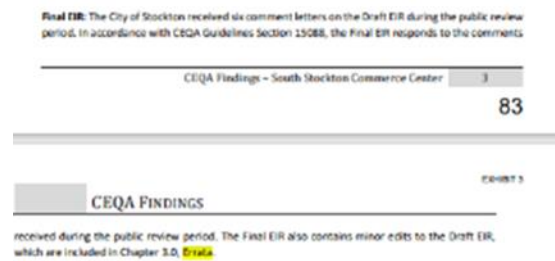 Final EIR: The City of Stockton received six comment letters on the Draft EIR during the public review
period. In accordance with CEQA Guidelines Section 15088, the Final EIR responds to the comments
CEQA Findings – South Stockton Commerce Center 3
83
EXHIBIT 3
CEQA FINDINGS
received during the public review period. The Final EIR also contains minor edits to the Draft EIR,
which are included in Chapter 3.0, Errata.